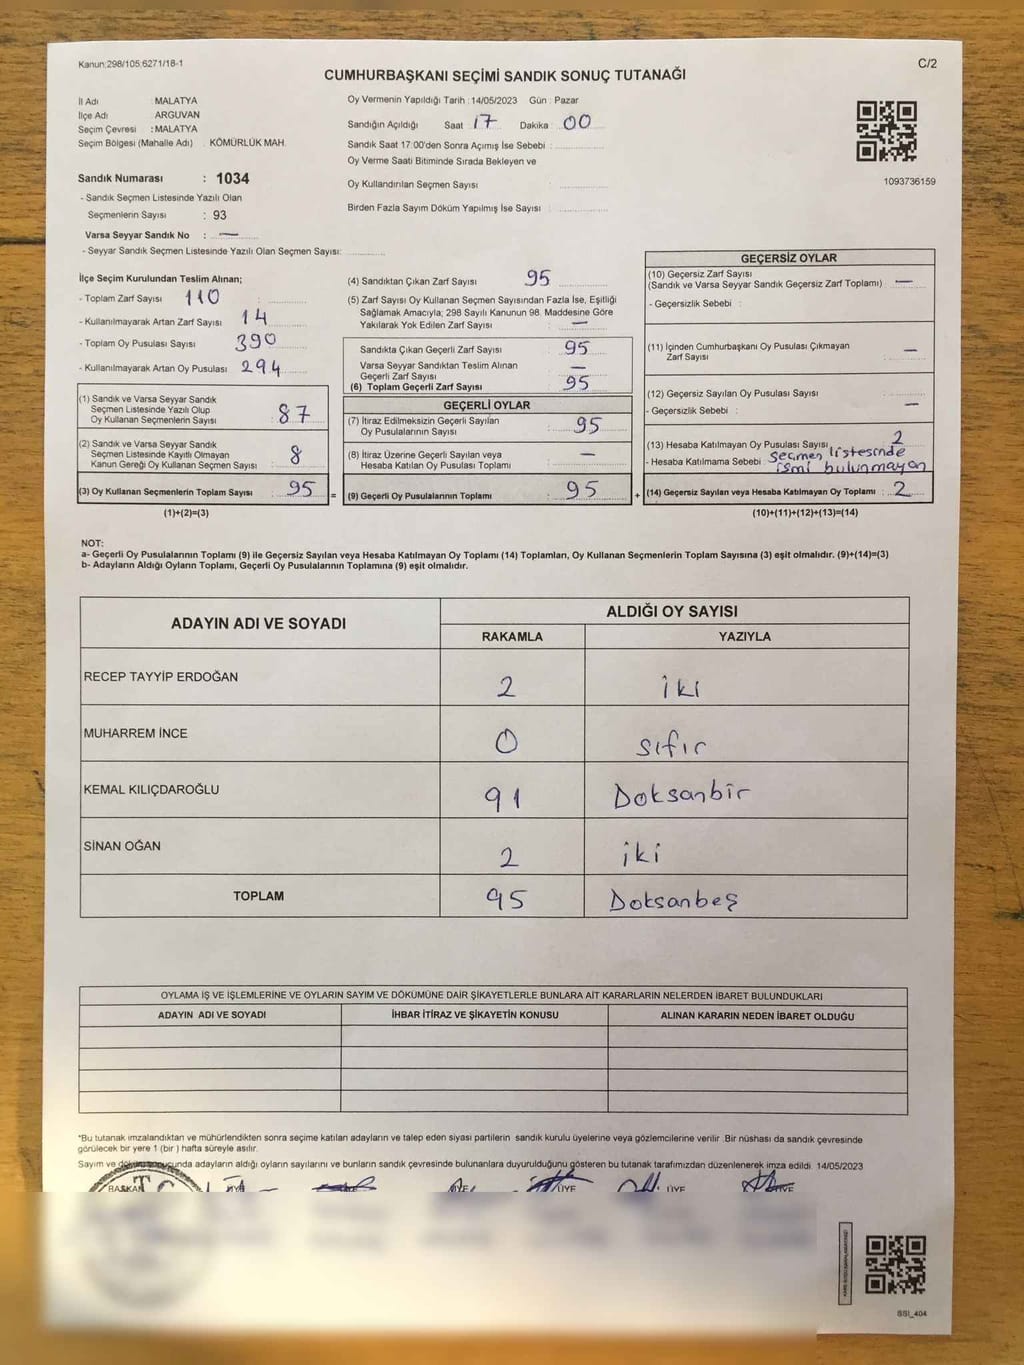 Kanun:298/105,6271/18-1
C/2
CUMHURBAŞKANI SEÇİMİ SANDIK SONUÇ TUTANAĞI
İl Adı : MALATYA
İlçe Adı : ARGUVAN
Seçim Çevresi : MALATYA
Seçim Bölgesi (Mahalle Adı) : KÖMÜRLÜK MAH.
Sandık Numarası : 1034
- Sandık Seçmen Listesinde Yazılı Olan
Seçmenlerin Sayısı : 93
Varsa Seyyar Sandık No : —
- Seyyar Sandık Seçmen Listesinde Yazılı Olan Seçmen Sayısı:
Oy Vermenin Yapıldığı Tarih : 14/05/2023 Gün : Pazar
Sandığın Açıldığı Saat 17 Dakika : 00
Sandık Saat 17:00'den Sonra Açımış İse Sebebi :
Oy Verme Saati Bitiminde Sırada Bekleyen ve
Oy Kullandırılan Seçmen Sayısı :
Birden Fazla Sayım Döküm Yapılmış İse Sayısı :
1093736159
İlçe Seçim Kurulundan Teslim Alınan;
- Toplam Zarf Sayısı : 110
- Kullanılmayarak Artan Zarf Sayısı : 14
- Toplam Oy Pusulası Sayısı : 390
- Kullanılmayarak Artan Oy Pusulası : 294
(1) Sandık ve Varsa Seyyar Sandık
Seçmen Listesinde Yazılı Olup
Oy Kullanan Seçmenlerin Sayısı : 87
(2) Sandık ve Varsa Seyyar Sandık
Seçmen Listesinde Kayıtlı Olmayan
Kanun Gereği Oy Kullanan Seçmen Sayısı : 8
(3) Oy Kullanan Seçmenlerin Toplam Sayısı : 95 =
(1)+(2)=(3)
(4) Sandıktan Çıkan Zarf Sayısı : 95
(5) Zarf Sayısı Oy Kullanan Seçmen Sayısından Fazla İse, Eşitliği
Sağlamak Amacıyla; 298 Sayılı Kanunun 98. Maddesine Göre
Yakılarak Yok Edilen Zarf Sayısı : —
Sandıkta Çıkan Geçerli Zarf Sayısı : 95
Varsa Seyyar Sandıktan Teslim Alınan
Geçerli Zarf Sayısı : —
(6) Toplam Geçerli Zarf Sayısı : 95
GEÇERLİ OYLAR
(7) İtiraz Edilmeksizin Geçerli Sayılan
Oy Pusulalarının Sayısı : 95
(8) İtiraz Üzerine Geçerli Sayılan veya
Hesaba Katılan Oy Pusulası Toplamı : —
(9) Geçerli Oy Pusulalarının Toplamı : 95 +
GEÇERSİZ OYLAR
(10) Geçersiz Zarf Sayısı
(Sandık ve Varsa Seyyar Sandık Geçersiz Zarf Toplamı) : —
- Geçersizlik Sebebi :
(11) İçinden Cumhurbaşkanı Oy Pusulası Çıkmayan
Zarf Sayısı : —
(12) Geçersiz Sayılan Oy Pusulası Sayısı :
- Geçersizlik Sebebi : —
(13) Hesaba Katılmayan Oy Pusulası Sayısı : 2
- Hesaba Katılmama Sebebi : seçmen listesinde
ismi bulunmayan
(14) Geçersiz Sayılan veya Hesaba Katılmayan Oy Toplamı : 2
(10)+(11)+(12)+(13)=(14)
NOT:
a- Geçerli Oy Pusulalarının Toplamı (9) ile Geçersiz Sayılan veya Hesaba Katılmayan Oy Toplamı (14) Toplamları, Oy Kullanan Seçmenlerin Toplam Sayısına (3) eşit olmalıdır. (9)+(14)=(3)
b- Adayların Aldığı Oyların Toplamı, Geçerli Oy Pusulalarının Toplamına (9) eşit olmalıdır.
ADAYIN ADI VE SOYADI
ALDIĞI OY SAYISI
RAKAMLA YAZIYLA
RECEP TAYYİP ERDOĞAN 2 iki
MUHARREM İNCE 0 sıfır
KEMAL KILIÇDAROĞLU 91 Doksanbir
SİNAN OĞAN 2 iki
TOPLAM 95 Doksanbeş
OYLAMA İŞ VE İŞLEMLERİNE VE OYLARIN SAYIM VE DÖKÜMÜNE DAİR ŞİKAYETLERLE BUNLARA AİT KARARLARIN NELERDEN İBARET BULUNDUKLARI
ADAYIN ADI VE SOYADI İHBAR İTİRAZ VE ŞİKAYETİN KONUSU ALINAN KARARIN NEDEN İBARET OLDUĞU
*Bu tutanak imzalandıktan ve mühürlendikten sonra seçime katılan adayların ve talep eden siyasi partilerin sandık kurulu üyelerine veya gözlemcilerine verilir .Bir nüshası da sandık çevresinde
görülecek bir yere 1 (bir ) hafta süreyle asılır.
Sayım ve dökümü sonucunda adayların aldığı oyların sayılarını ve bunların sandık çevresinde bulunanlara duyurulduğunu gösteren bu tutanak tarafımızdan düzenlenerek imza edildi. 14/05/2023
BAŞKAN ÜYE ÜYE ÜYE ÜYE ÜYE
SSI_404